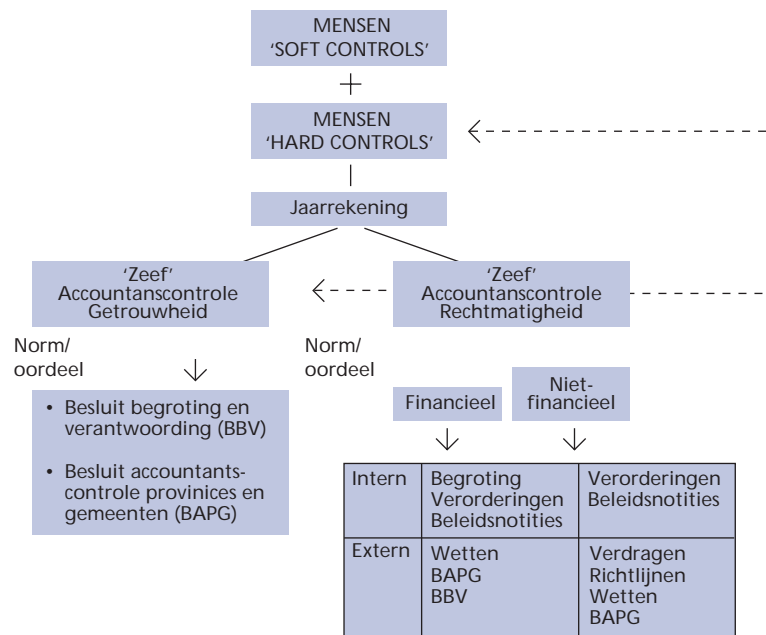 MENSEN
‘SOFT CONTROLS’
MENSEN
‘HARD CONTROLS’
Jaarrekening
‘Zeef’
Accountanscontrole
Getrouwheid
‘Zeef’
Accountanscontrole
Rechtmatigheid
Norm/
oordeel
Norm/
oordeel
• Besluit begroting en
verantwoording (BBV)
• Besluit accountants-
controle provinices en
gemeenten (BAPG)
Financieel
Niet-
financieel
Intern
Begroting
Verordeningen
Beleidsnotities
Verordeningen
Beleidsnotities
Extern
Wetten
BAPG
BBV
Verdragen
Richtlijnen
Wetten
BAPG